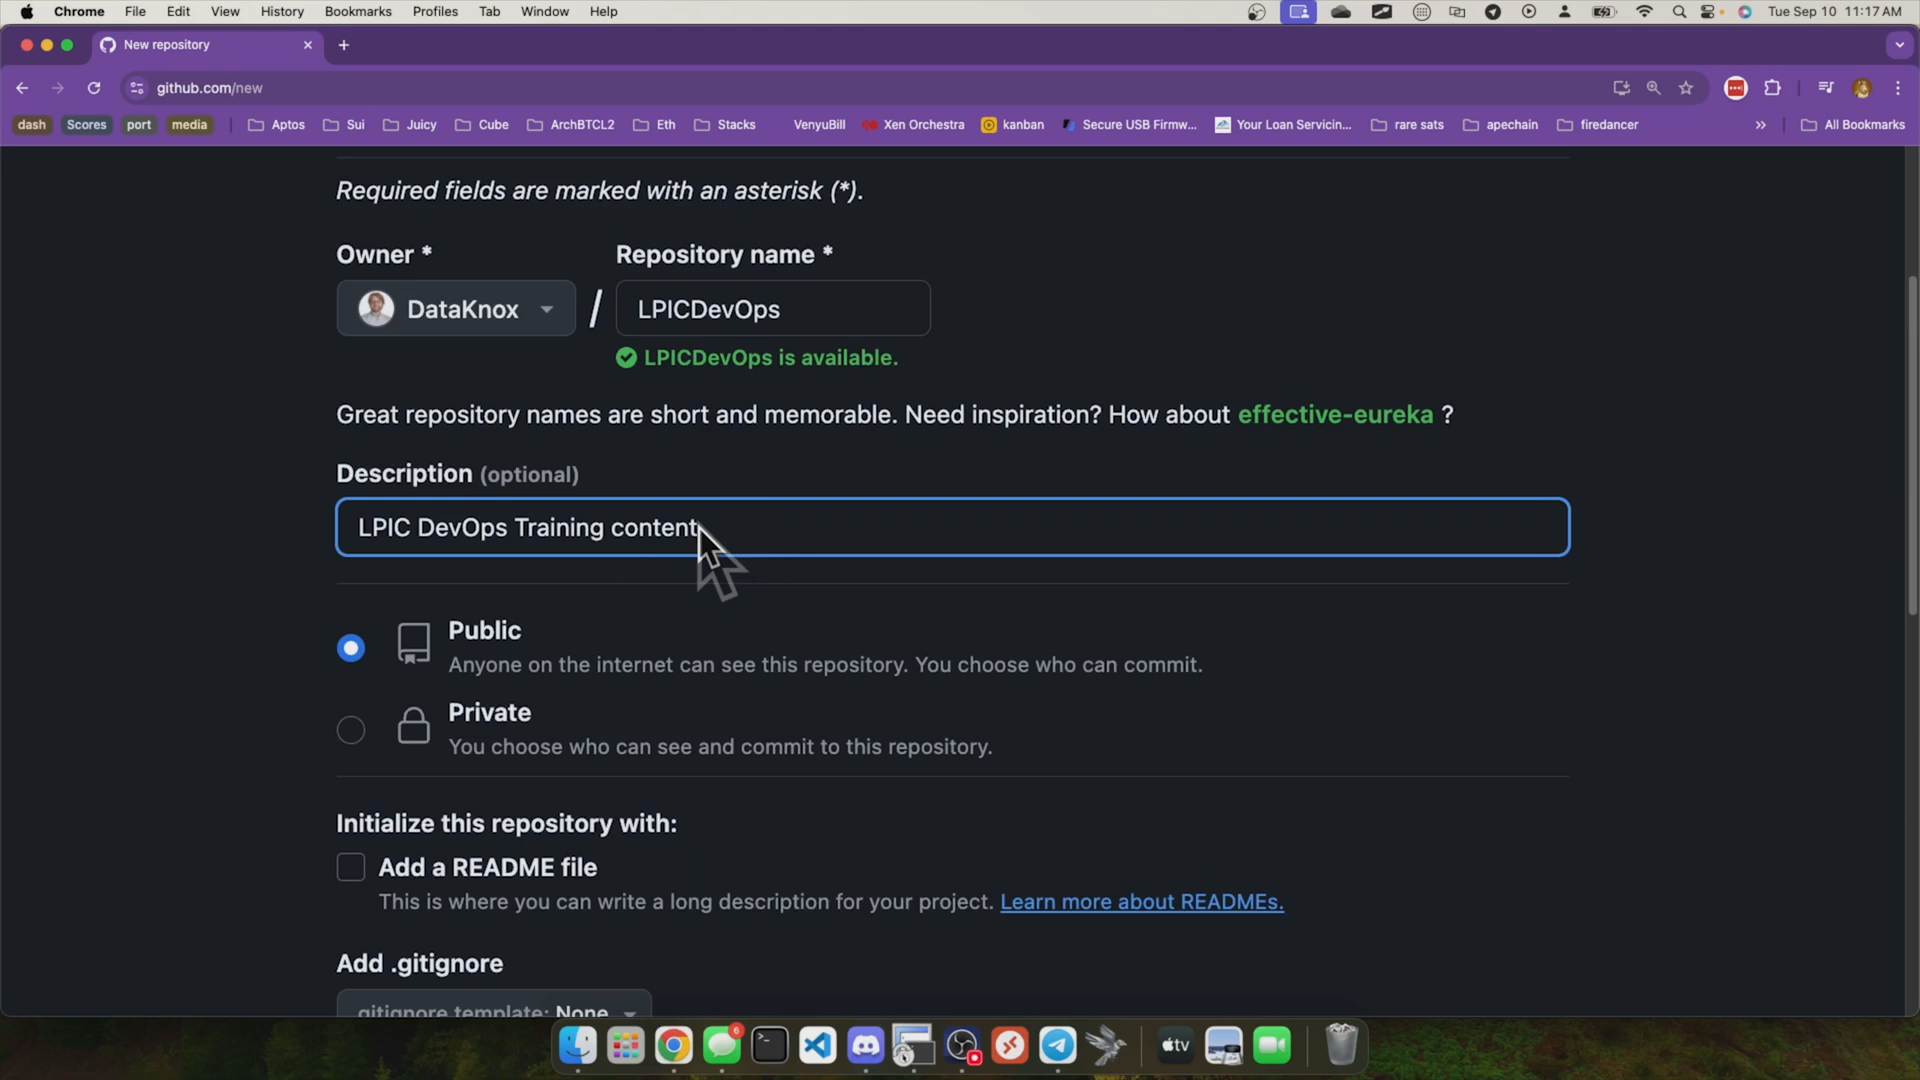 Chrome File Edit View History Bookmarks Profiles Tab Window Help Tue Sep 10 11:17 AM
New repository
github.com/new
dash Scores port media Aptos Sui Juicy Cube ArchBTCL2 Eth Stacks VenyuBill Xen Orchestra kanban Secure USB Firmw... Your Loan Servicin... rare sats apechain firedancer » All Bookmarks
Required fields are marked with an asterisk (*).
Owner * Repository name *
DataKnox / LPICDevOps
LPICDevOps is available.
Great repository names are short and memorable. Need inspiration? How about effective-eureka ?
Description (optional)
LPIC DevOps Training content
Public
Anyone on the internet can see this repository. You choose who can commit.
Private
You choose who can see and commit to this repository.
Initialize this repository with:
Add a README file
This is where you can write a long description for your project. Learn more about READMEs.
Add .gitignore
.gitignore template: None
6
tv